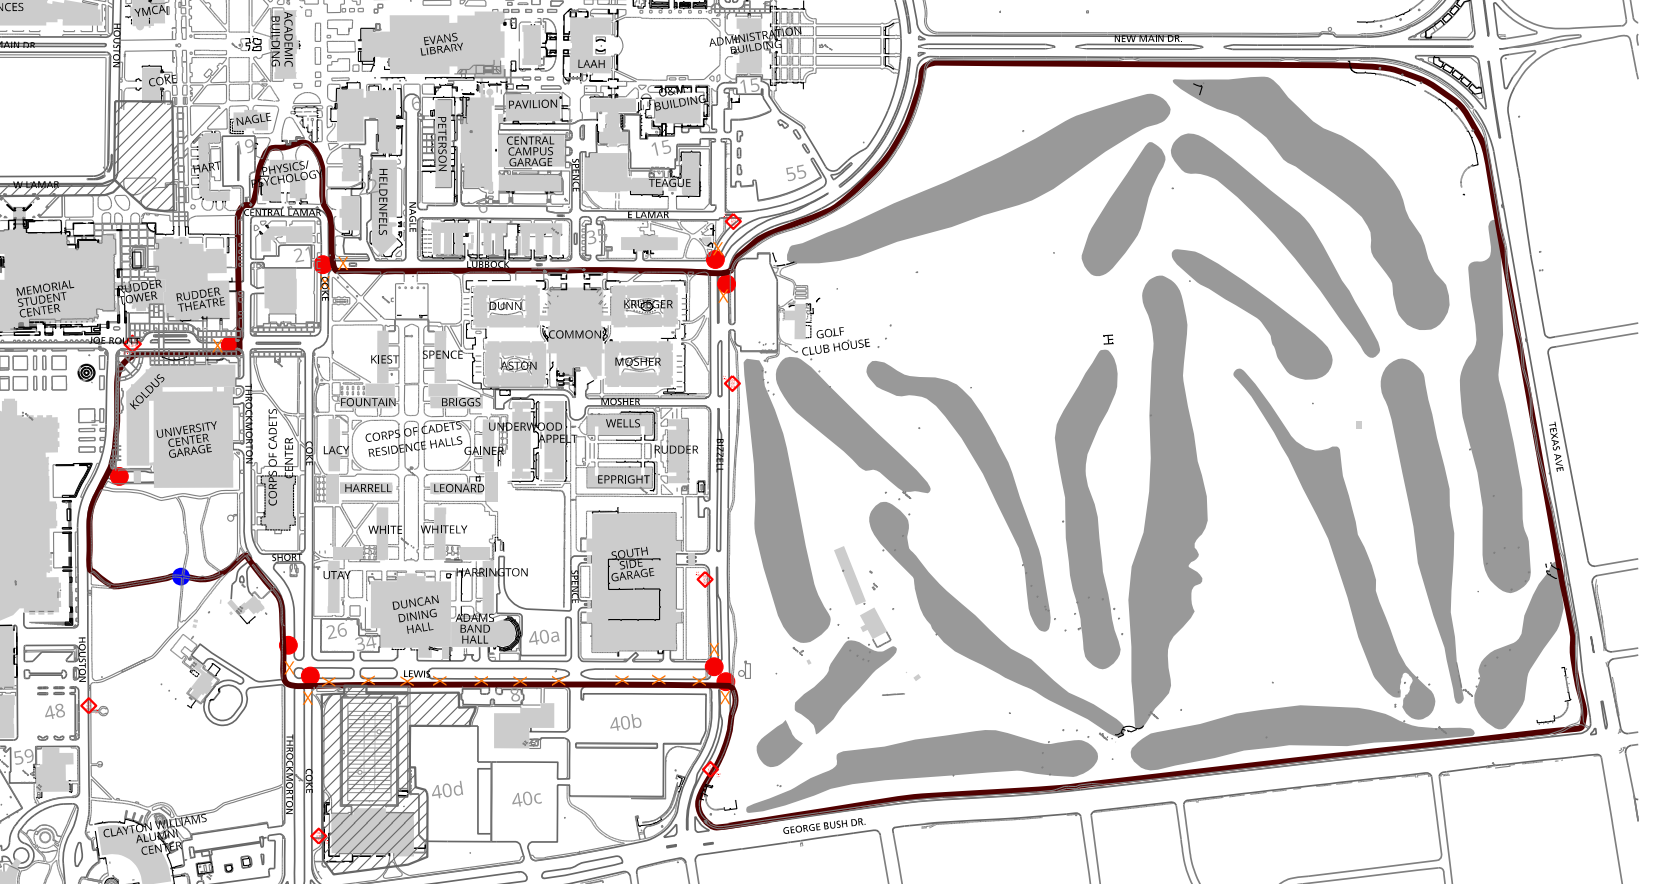 NCES
YMCA
HOUSTON
MAIN DR
ACADEMIC
BUILDING
EVANS
LIBRARY
LAAH
ADMINISTRATION
BUILDING
NEW MAIN DR.
COKE
NAGLE
PETERSON
PAVILION
CENTRAL
CAMPUS
GARAGE
O&M
BUILDING
15
15
19
HART
PHYSICS/
PSYCHOLOGY
HELDENFELS
SPENCE
TEAGUE
55
W LAMAR
CENTRAL LAMAR
NAGLE
E LAMAR
21
LUBBOCK
MEMORIAL
STUDENT
CENTER
RUDDER
TOWER
RUDDER
THEATRE
COKE
DUNN
KRUEGER
COMMONS
JOE ROUTT
KIEST
SPENCE
ASTON
MOSHER
GOLF
CLUB HOUSE
KOLDUS
UNIVERSITY
CENTER
GARAGE
THROCKMORTON
CORPS OF CADETS
CENTER
COKE
FOUNTAIN
BRIGGS
MOSHER
LACY
CORPS OF CADETS
RESIDENCE HALLS
GAINER
UNDERWOOD
APPELT
WELLS
RUDDER
BIZZELL
TEXAS AVE
HARRELL
LEONARD
EPPRIGHT
WHITE
WHITELY
SHORT
UTAY
HARRINGTON
SPENCE
SOUTH
SIDE
GARAGE
DUNCAN
DINING
HALL
ADAMS
BAND
HALL
26
34
40a
HOUSTON
LEWIS
48
8
40b
59
THROCKMORTON
COKE
40d
40c
CLAYTON WILLIAMS
ALUMNI
CENTER
GEORGE BUSH DR.